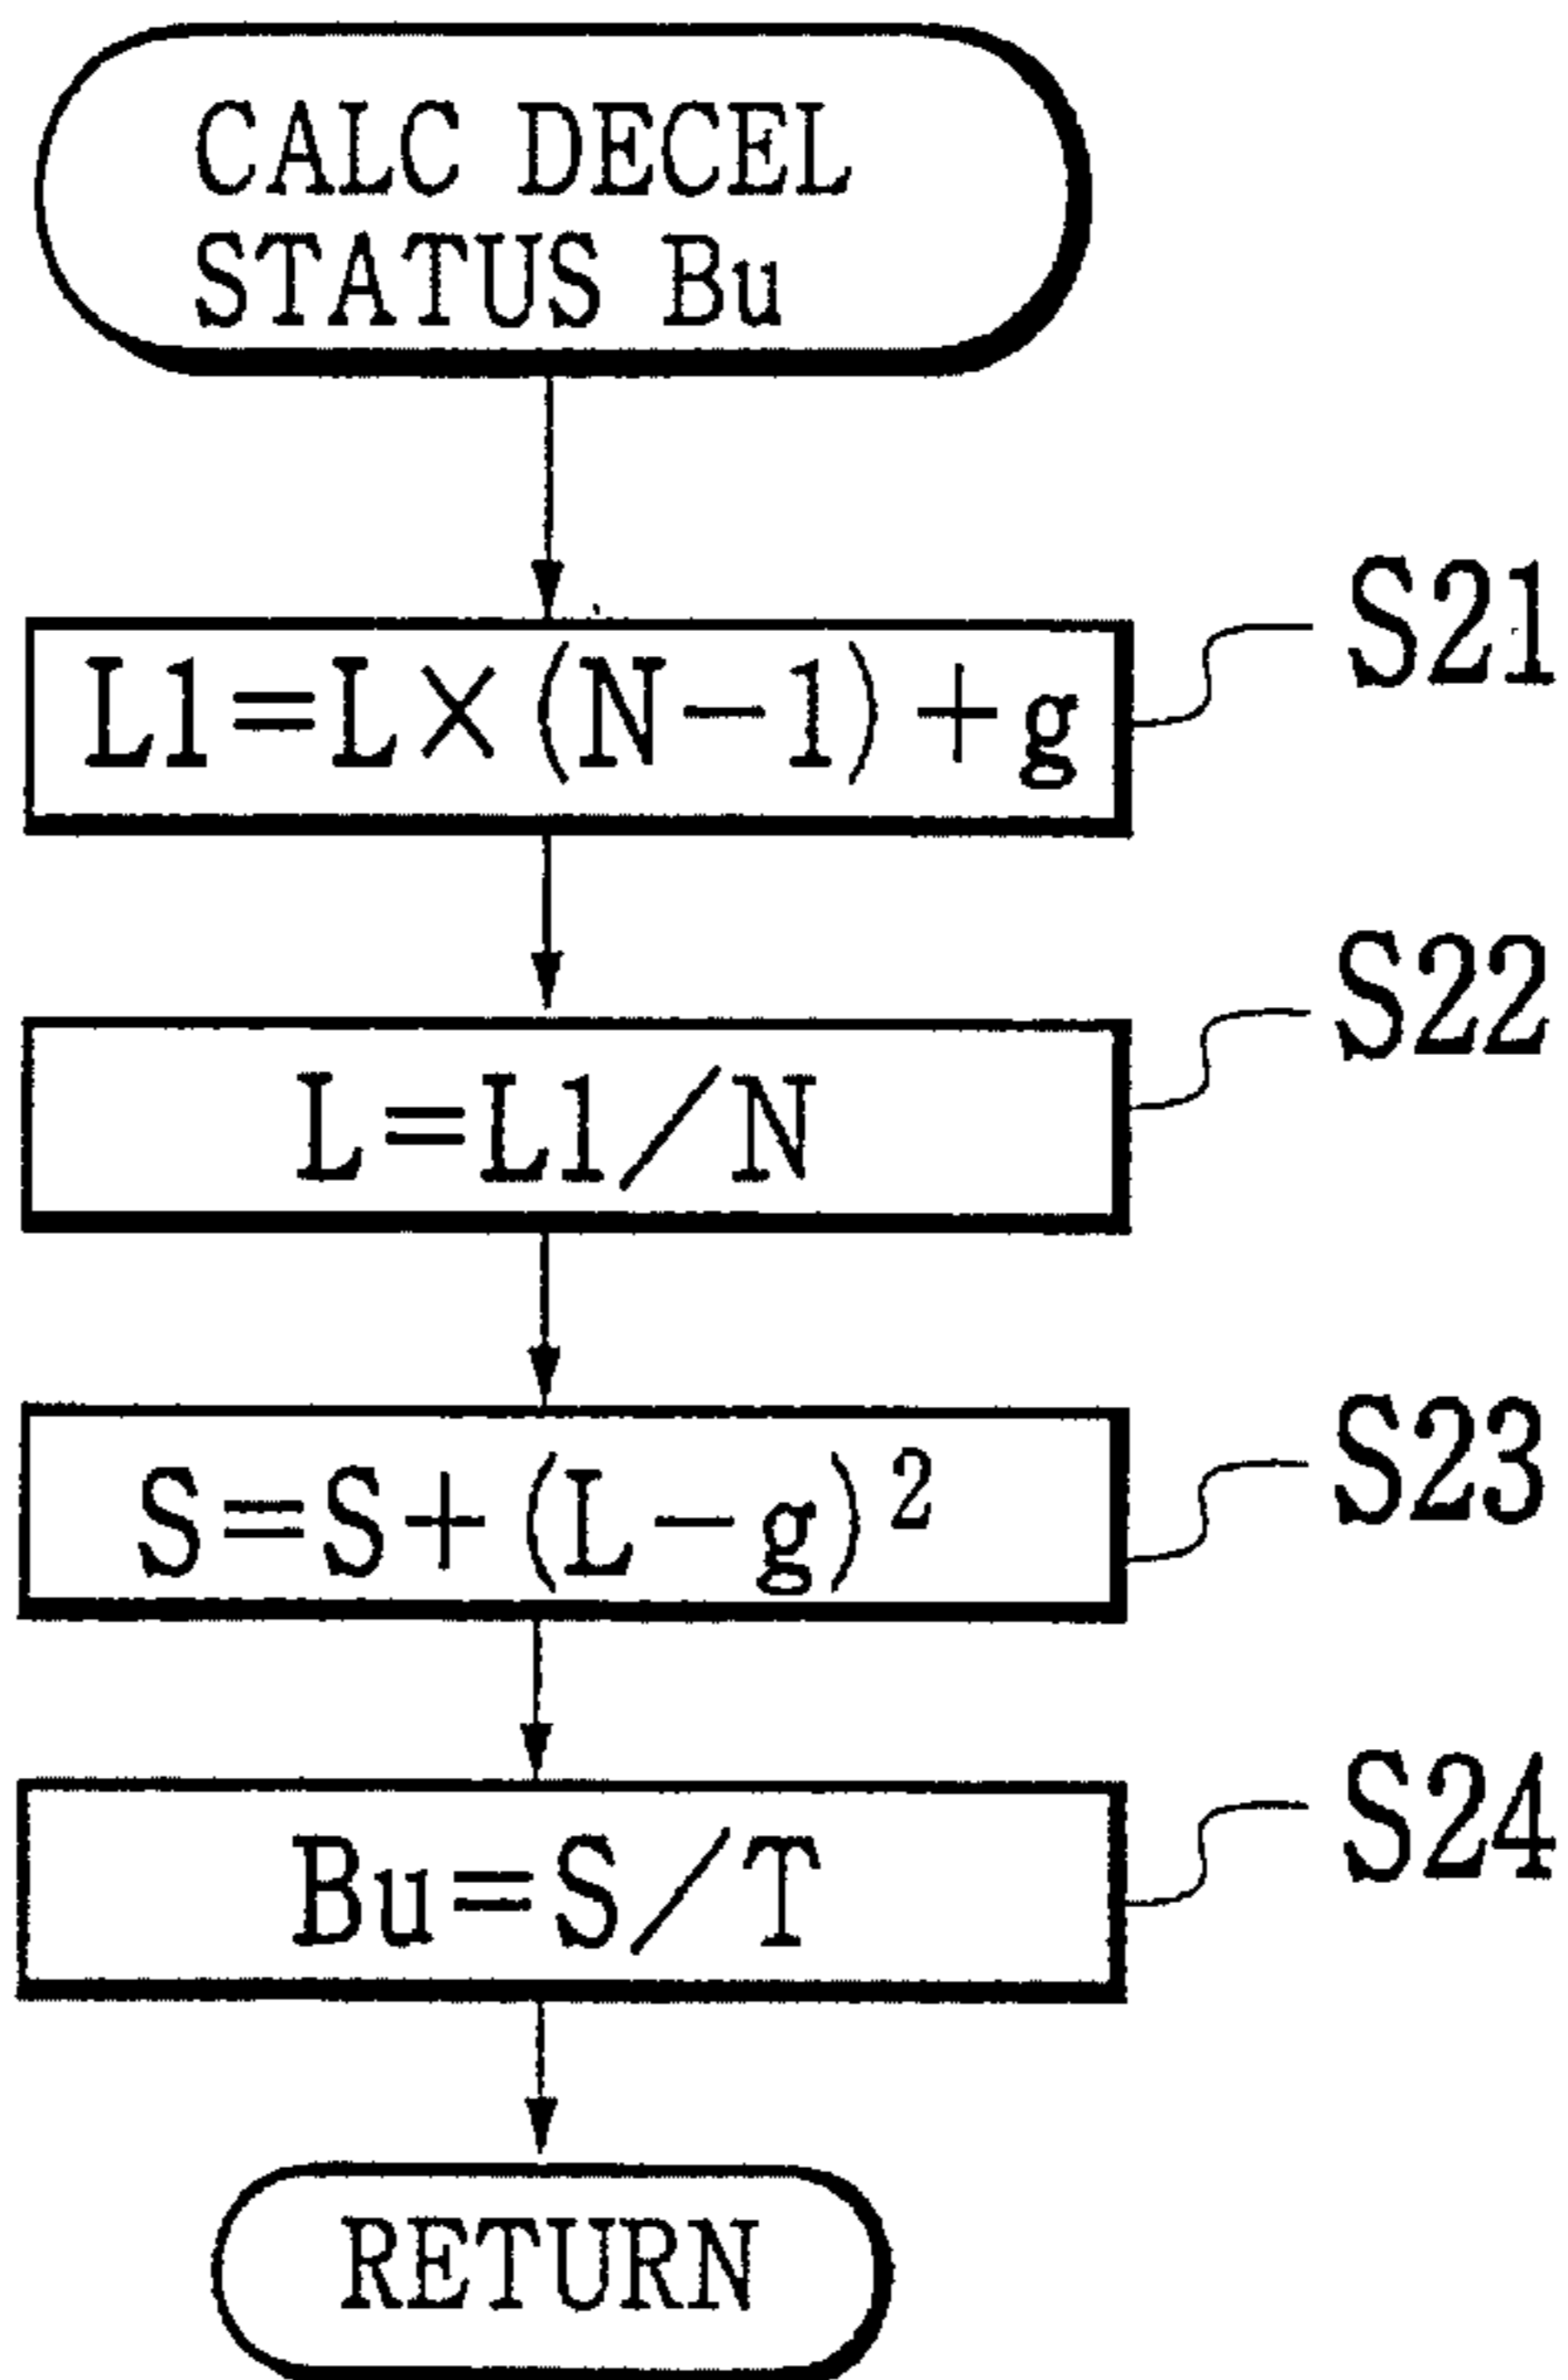 CALC DECEL
STATUS Bu
S21
L1=L×(N−1)+g
S22
L=L1/N
S23
S=S+(L−g)²
S24
Bu=S/T
RETURN